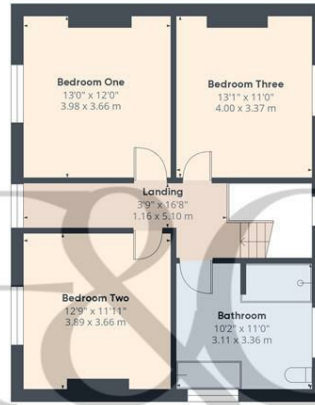 Bedroom One
13'0" x 12'0"
3.98 x 3.66 m
Bedroom Three
13'1" x 11'0"
4.00 x 3.37 m
Landing
3'9" x 16'8"
1.16 x 5.10 m
Bedroom Two
12'9" x 11'11"
3.89 x 3.66 m
Bathroom
10'2" x 11'0"
3.11 x 3.36 m